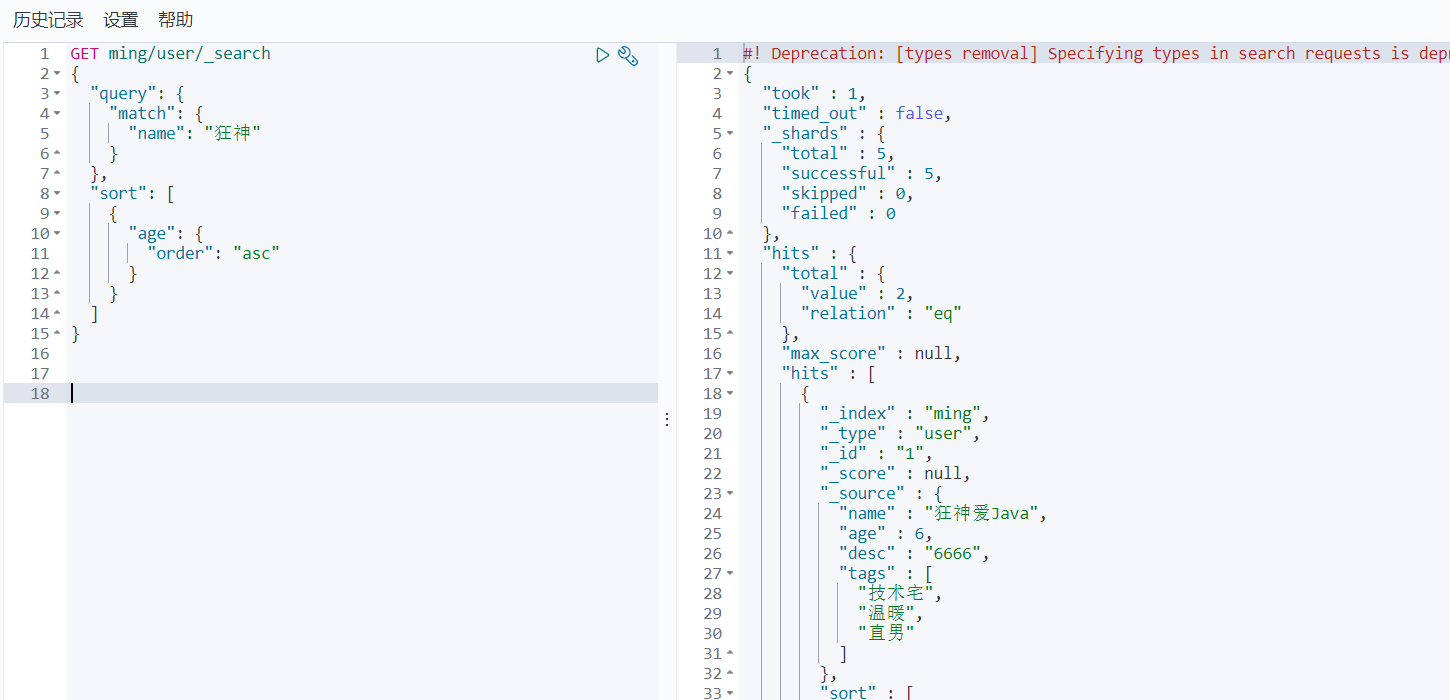 历史记录 设置 帮助
1 GET ming/user/_search
2 {
3 "query": {
4 "match": {
5 "name": "狂神"
6 }
7 },
8 "sort": [
9 {
10 "age": {
11 "order": "asc"
12 }
13 }
14 ]
15 }
16
17
18
1 #! Deprecation: [types removal] Specifying types in search requests is depr
2 {
3 "took" : 1,
4 "timed_out" : false,
5 "_shards" : {
6 "total" : 5,
7 "successful" : 5,
8 "skipped" : 0,
9 "failed" : 0
10 },
11 "hits" : {
12 "total" : {
13 "value" : 2,
14 "relation" : "eq"
15 },
16 "max_score" : null,
17 "hits" : [
18 {
19 "_index" : "ming",
20 "_type" : "user",
21 "_id" : "1",
22 "_score" : null,
23 "_source" : {
24 "name" : "狂神爱Java",
25 "age" : 6,
26 "desc" : "6666",
27 "tags" : [
28 "技术宅",
29 "温暖",
30 "直男"
31 ]
32 },
33 "sort" : [